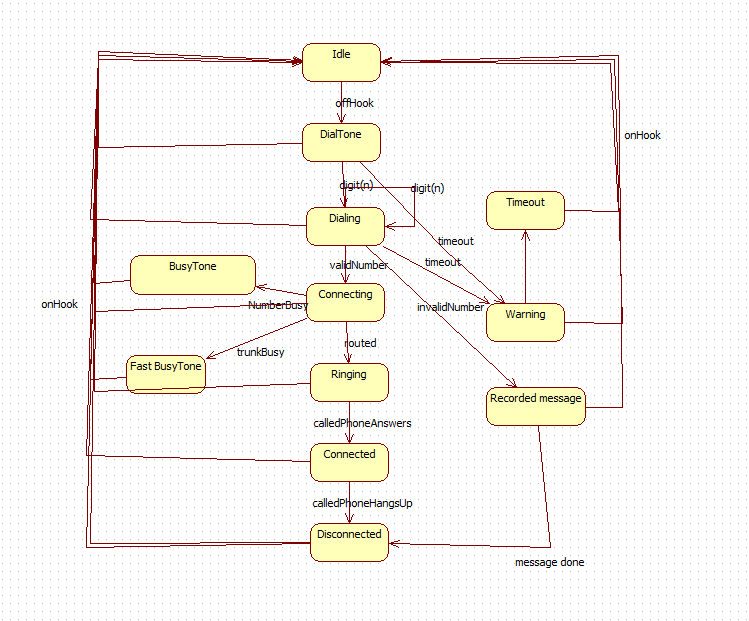 Idle
offHook
DialTone
onHook
digit(n)
digit(n)
Timeout
Dialing
timeout
timeout
validNumber
BusyTone
Connecting
onHook
NumberBusy
invalidNumber
Warning
routed
trunkBusy
Fast BusyTone
Ringing
Recorded message
calledPhoneAnswers
Connected
calledPhoneHangsUp
Disconnected
message done